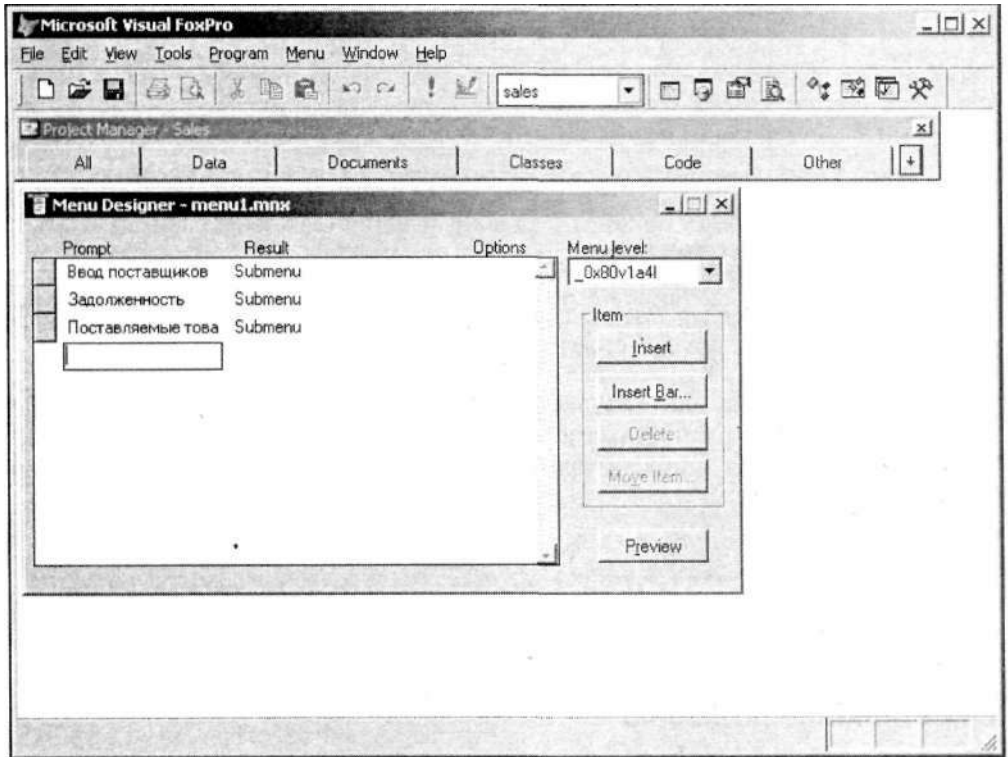 Microsoft Visual FoxPro
File Edit View Tools Program Menu Window Help
sales
Project Manager - Sales
All Data Documents Classes Code Other
Menu Designer - menu1.mnx
Prompt Result Options Menu level:
Ввод поставщиков Submenu _0x80v1a4l
Задолженность Submenu
Item
Поставляемые това Submenu
Insert
Insert Bar...
Delete
Move Item...
Preview